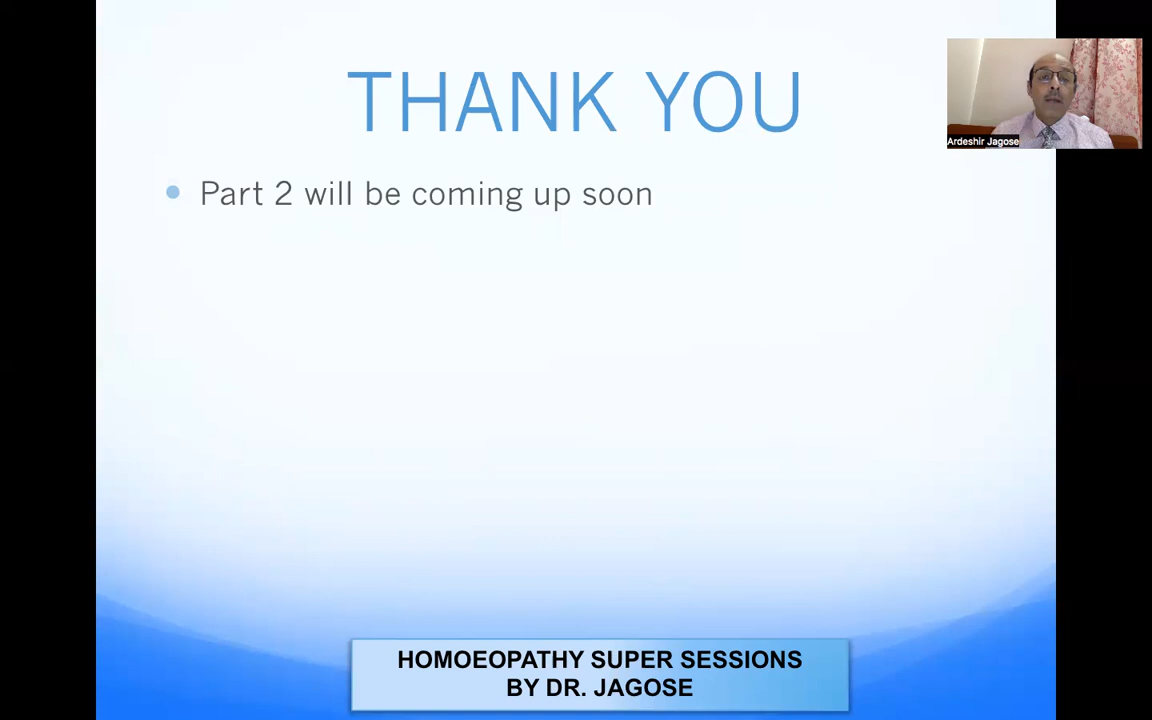 THANK YOU
Ardeshir Jagose
Part 2 will be coming up soon
HOMOEOPATHY SUPER SESSIONS
BY DR. JAGOSE